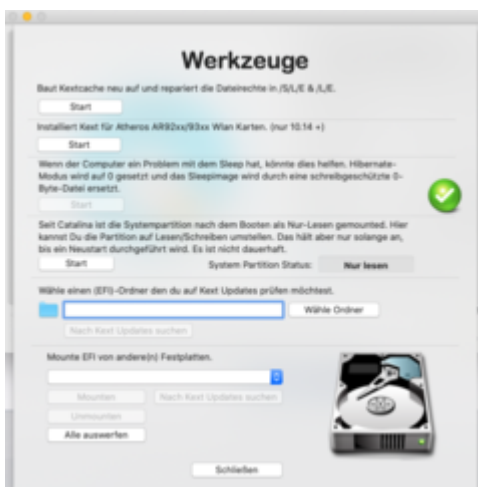 Werkzeuge
Baut Kextcache neu auf und repariert die Dateirechte in /S/L/E & /L/E.
Start
Installiert Kext für Atheros AR92xx/93xx Wlan Karten. (nur 10.14 +)
Start
Wenn der Computer ein Problem mit dem Sleep hat, könnte dies helfen. Hibernate-
Modus wird auf 0 gesetzt und das Sleepimage wird durch eine schreibgeschützte 0-
Byte-Datei ersetzt.
Start
Seit Catalina ist die Systempartition nach dem Booten als Nur-Lesen gemounted. Hier
kannst Du die Partition auf Lesen/Schreiben umstellen. Das hält aber nur solange an,
bis ein Neustart durchgeführt wird. Es ist nicht dauerhaft.
Start System Partition Status: Nur lesen
Wähle einen (EFI)-Ordner den du auf Kext Updates prüfen möchtest.
Wähle Ordner
Nach Kext Updates suchen
Mounte EFI von andere(n) Festplatten.
Mounten Nach Kext Updates suchen
Unmounten
Alle auswerfen
Schließen